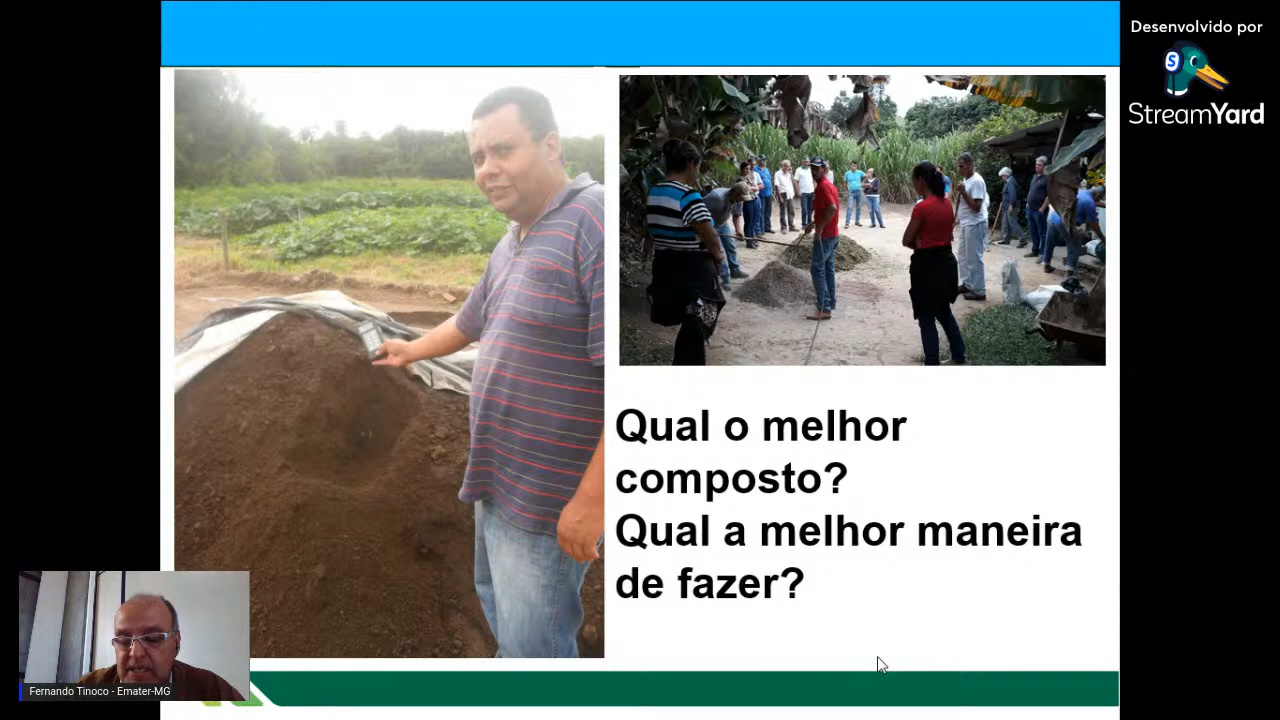 Desenvolvido por
StreamYard
Qual o melhor
composto?
Qual a melhor maneira
de fazer?
Fernando Tinoco - Emater-MG